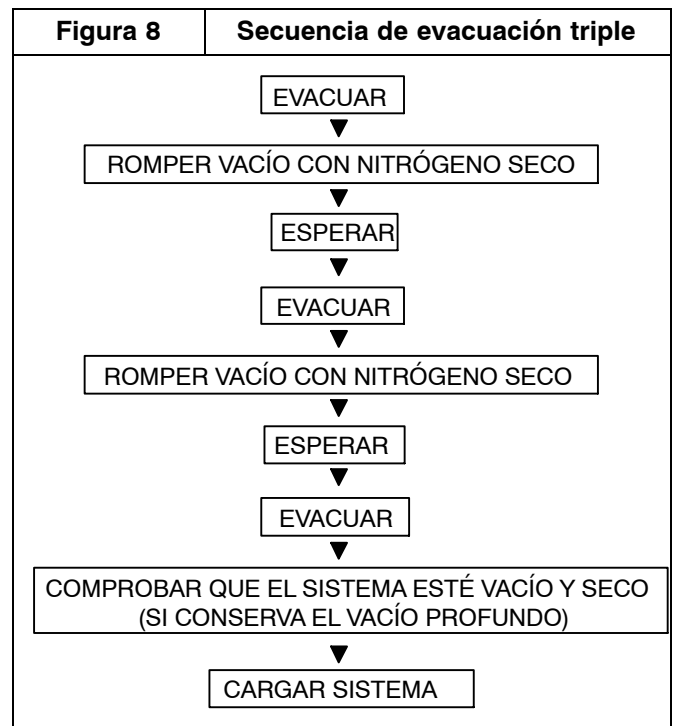 Figura 8
Secuencia de evacuación triple
EVACUAR
ROMPER VACÍO CON NITRÓGENO SECO
ESPERAR
EVACUAR
ROMPER VACÍO CON NITRÓGENO SECO
ESPERAR
EVACUAR
COMPROBAR QUE EL SISTEMA ESTÉ VACÍO Y SECO
(SI CONSERVA EL VACÍO PROFUNDO)
CARGAR SISTEMA